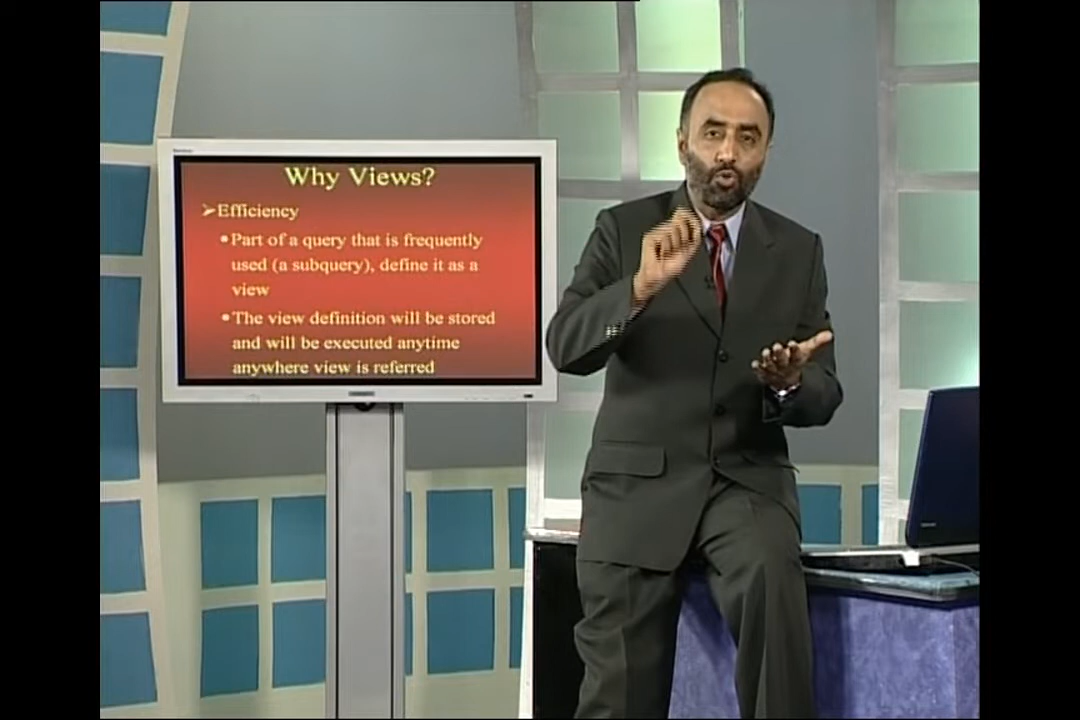 Why Views?
➢Efficiency
•Part of a query that is frequently
used (a subquery), define it as a
view
•The view definition will be stored
and will be executed anytime
anywhere view is referred